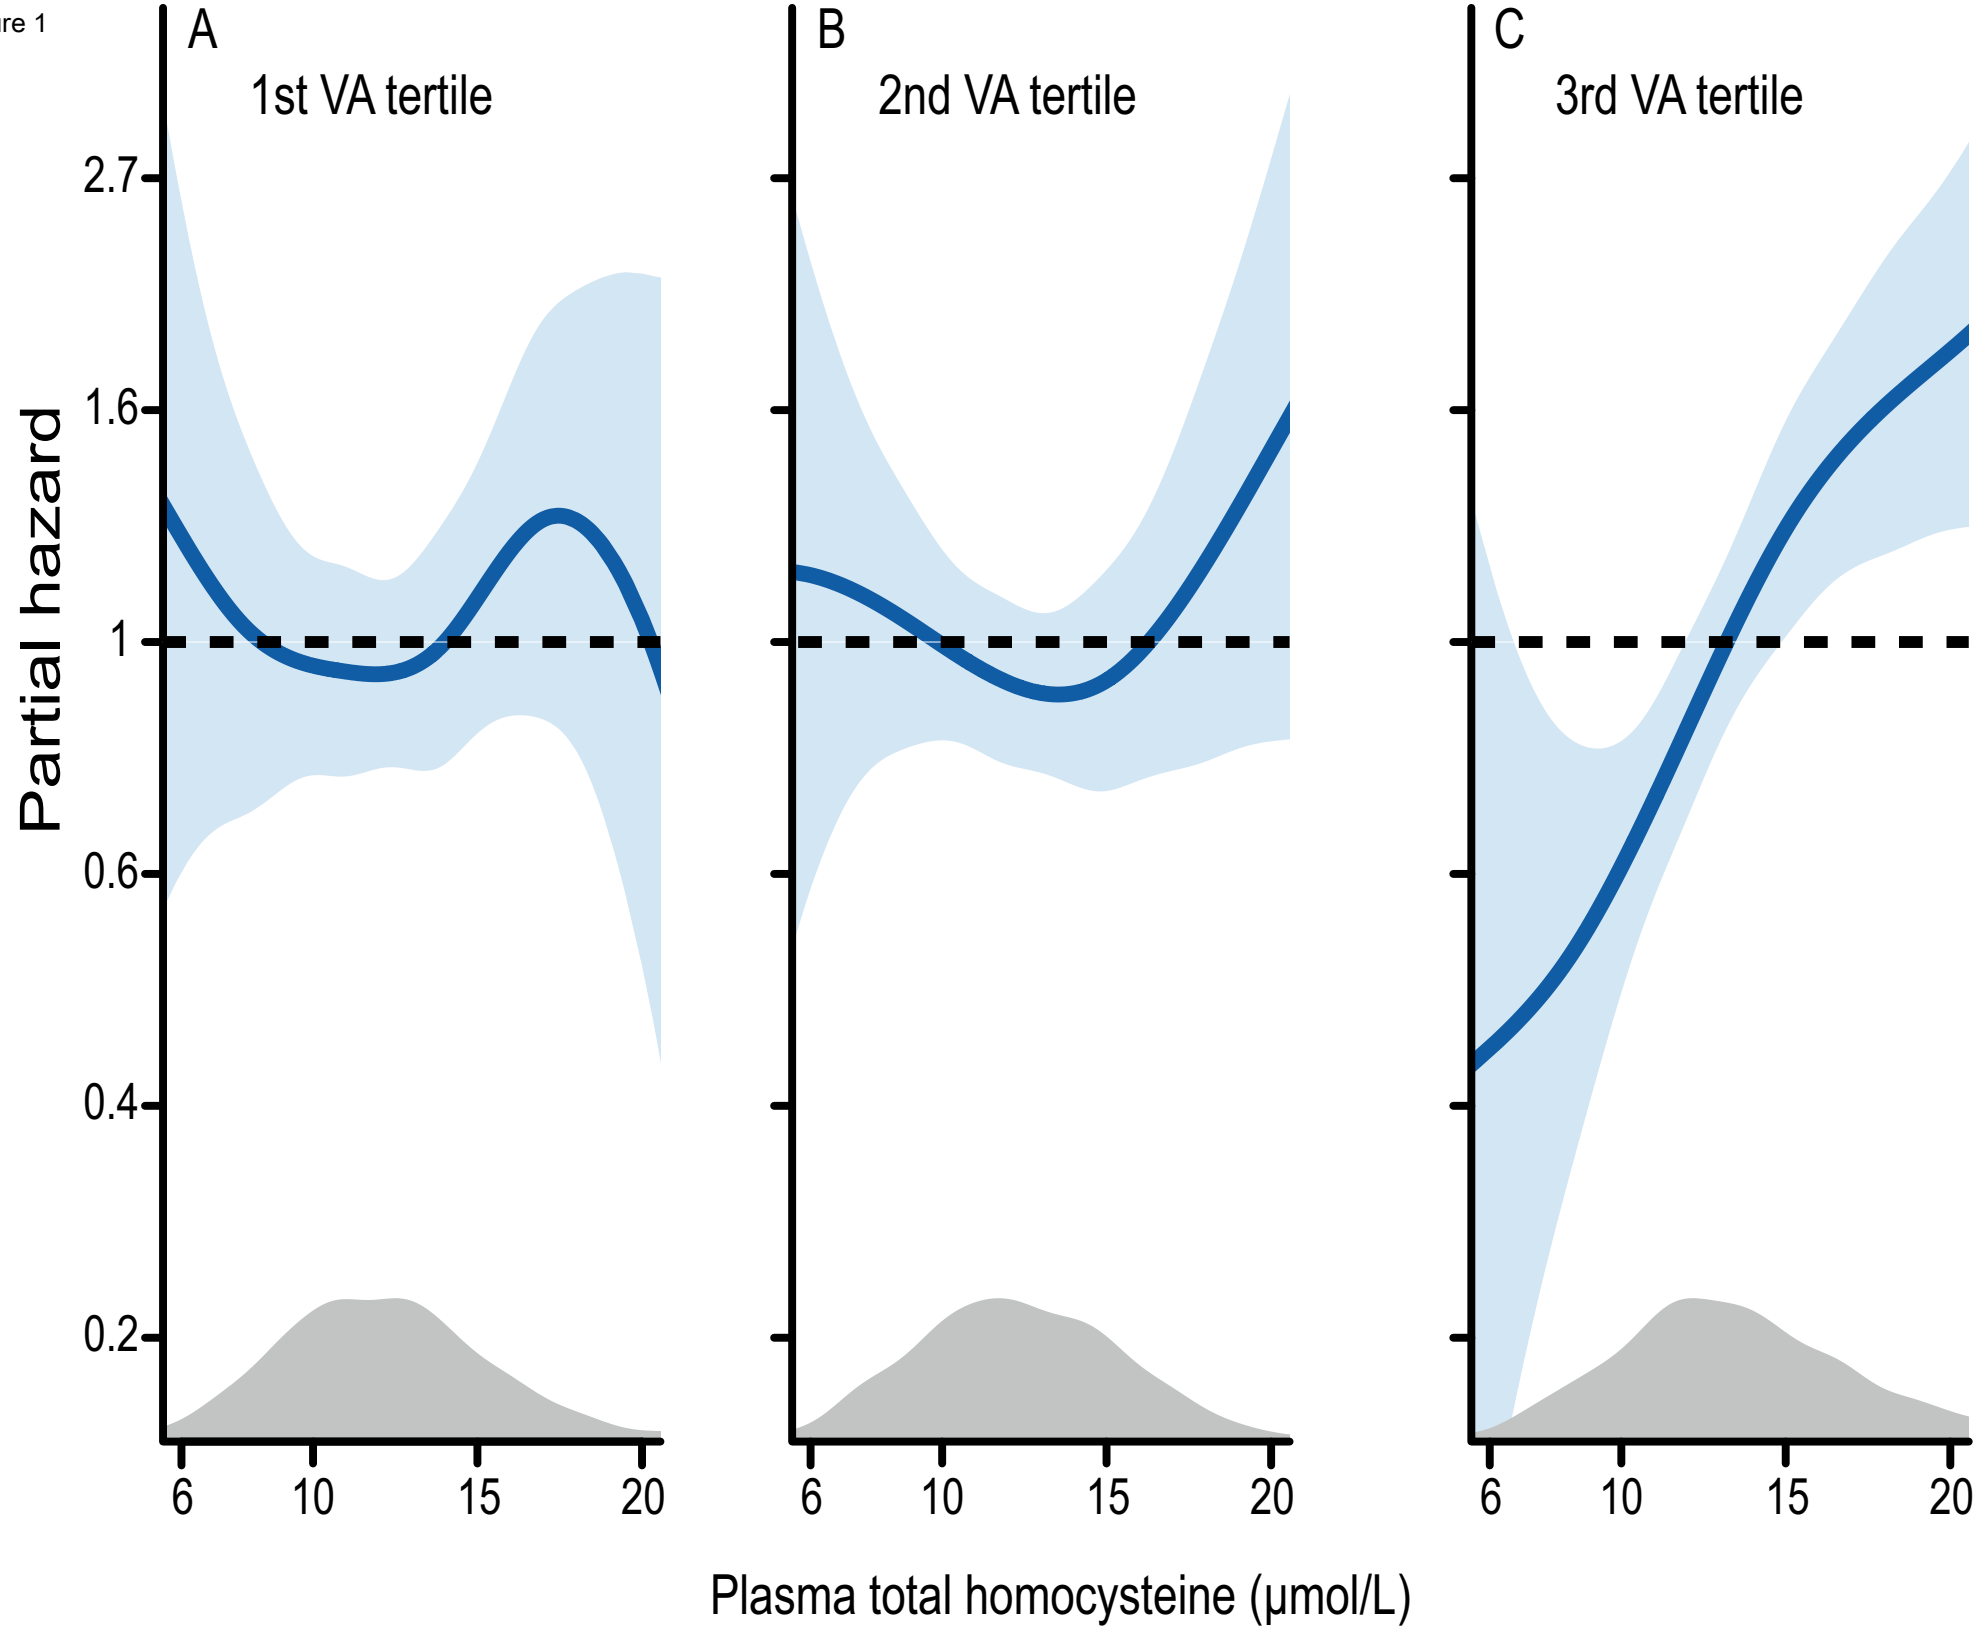 ure 1
A
B
C
1st VA tertile
2nd VA tertile
3rd VA tertile
Partial hazard
2.7
1.6
1
0.6
0.4
0.2
6 10 15 20
6 10 15 20
6 10 15 20
Plasma total homocysteine (μmol/L)